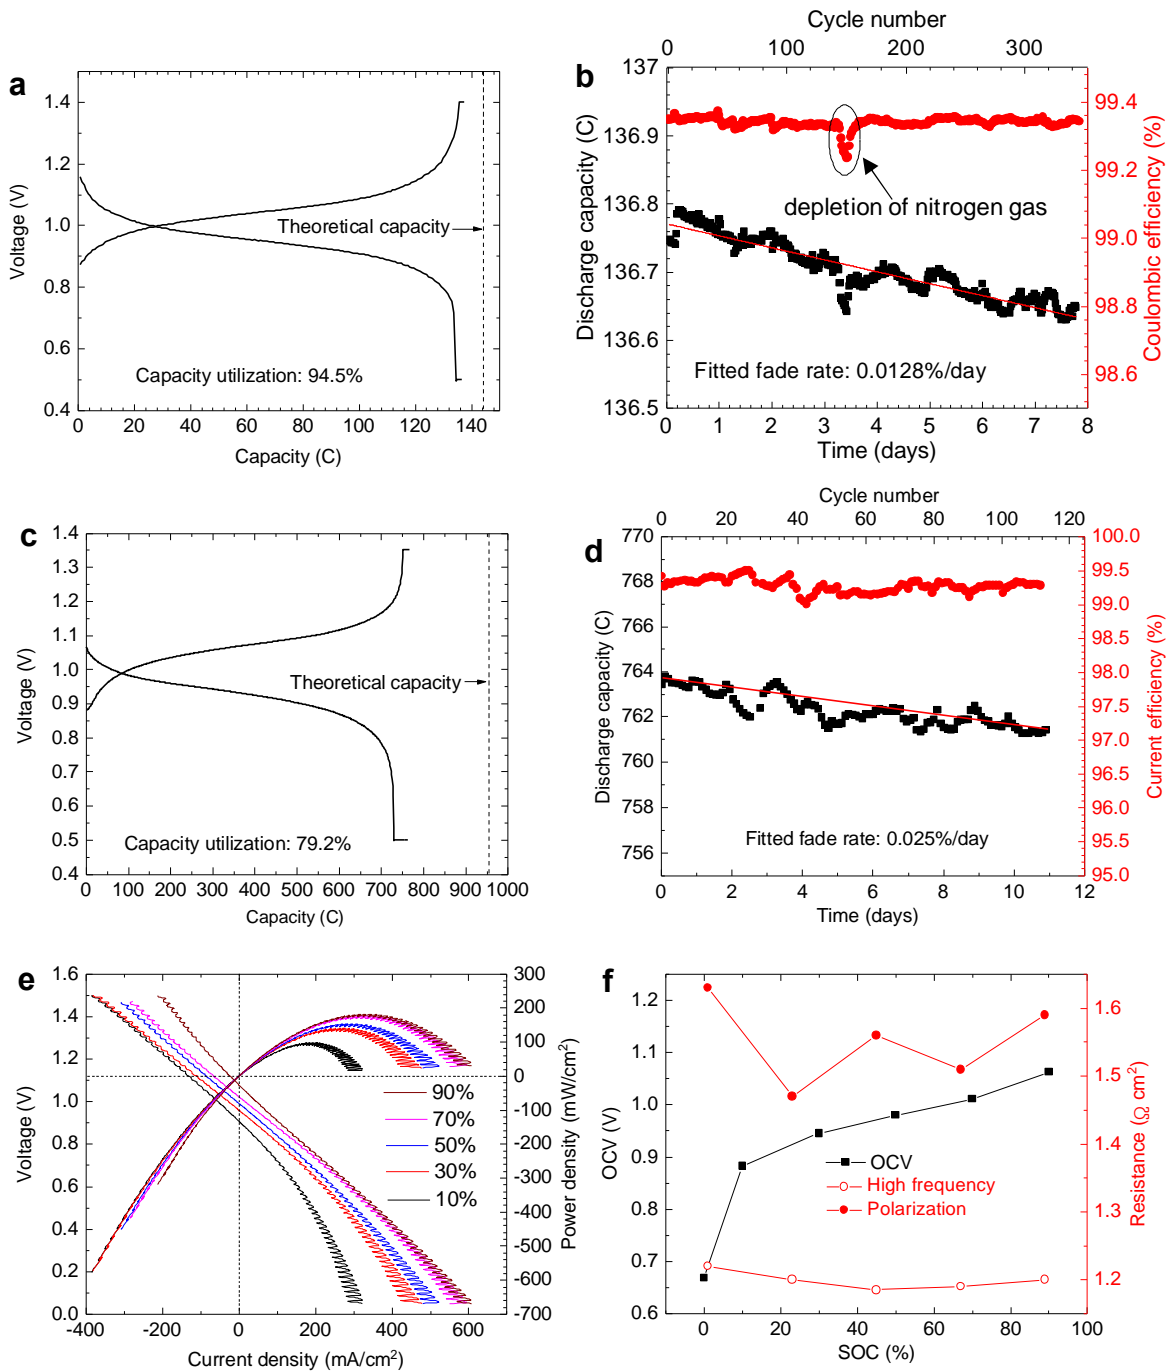 a
1.4
1.2
1.0
0.8
0.6
0.4
Voltage (V)
Theoretical capacity
Capacity utilization: 94.5%
0 20 40 60 80 100 120 140
Capacity (C)
b
Cycle number
0 100 200 300
137
136.9
136.8
136.7
136.6
136.5
Discharge capacity (C)
99.4
99.2
99.0
98.8
98.6
Coulombic efficiency (%)
depletion of nitrogen gas
Fitted fade rate: 0.0128%/day
0 1 2 3 4 5 6 7 8
Time (days)
c
1.4
1.3
1.2
1.1
1.0
0.9
0.8
0.7
0.6
0.5
0.4
Voltage (V)
Theoretical capacity
Capacity utilization: 79.2%
0 100 200 300 400 500 600 700 800 900 1000
Capacity (C)
d
Cycle number
0 20 40 60 80 100 120
770
768
766
764
762
761
758
756
Discharge capacity (C)
100.0
99.5
99.0
98.5
98.0
97.5
97.0
96.5
96.0
95.5
95.0
Current efficiency (%)
Fitted fade rate: 0.025%/day
0 2 4 6 8 10 12
Time (days)
e
1.6
1.4
1.2
1.0
0.8
0.6
0.4
0.2
0.0
Voltage (V)
300
200
100
0
-100
-200
-300
-400
-500
-600
-700
Power density (mW/cm²)
90%
70%
50%
30%
10%
-400 -200 0 200 400 600
Current density (mA/cm²)
f
1.2
1.1
1.0
0.9
0.8
0.7
0.6
OCV (V)
1.6
1.5
1.4
1.3
1.2
Resistance (Ω cm²)
OCV
High frequency
Polarization
0 20 40 60 80 100
SOC (%)